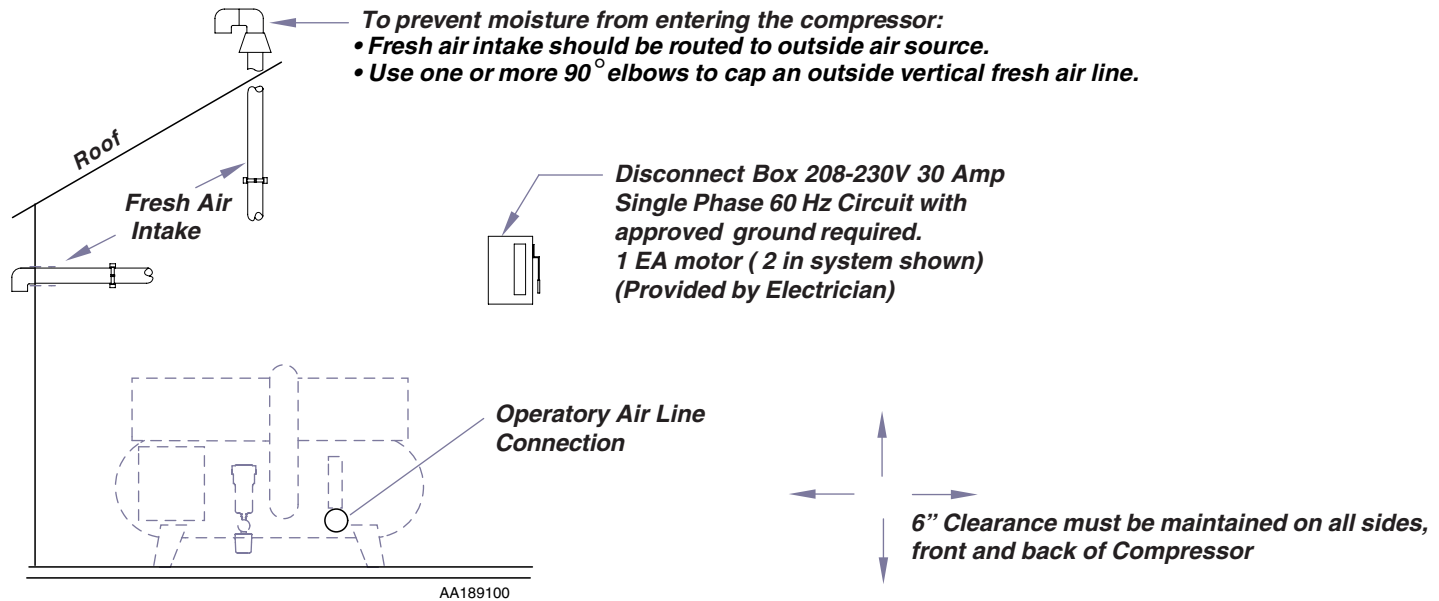 To prevent moisture from entering the compressor:
• Fresh air intake should be routed to outside air source.
• Use one or more 90° elbows to cap an outside vertical fresh air line.
Roof
Fresh Air
Intake
Disconnect Box 208-230V 30 Amp
Single Phase 60 Hz Circuit with
approved ground required.
1 EA motor ( 2 in system shown)
(Provided by Electrician)
Operatory Air Line
Connection
6” Clearance must be maintained on all sides,
front and back of Compressor
AA189100